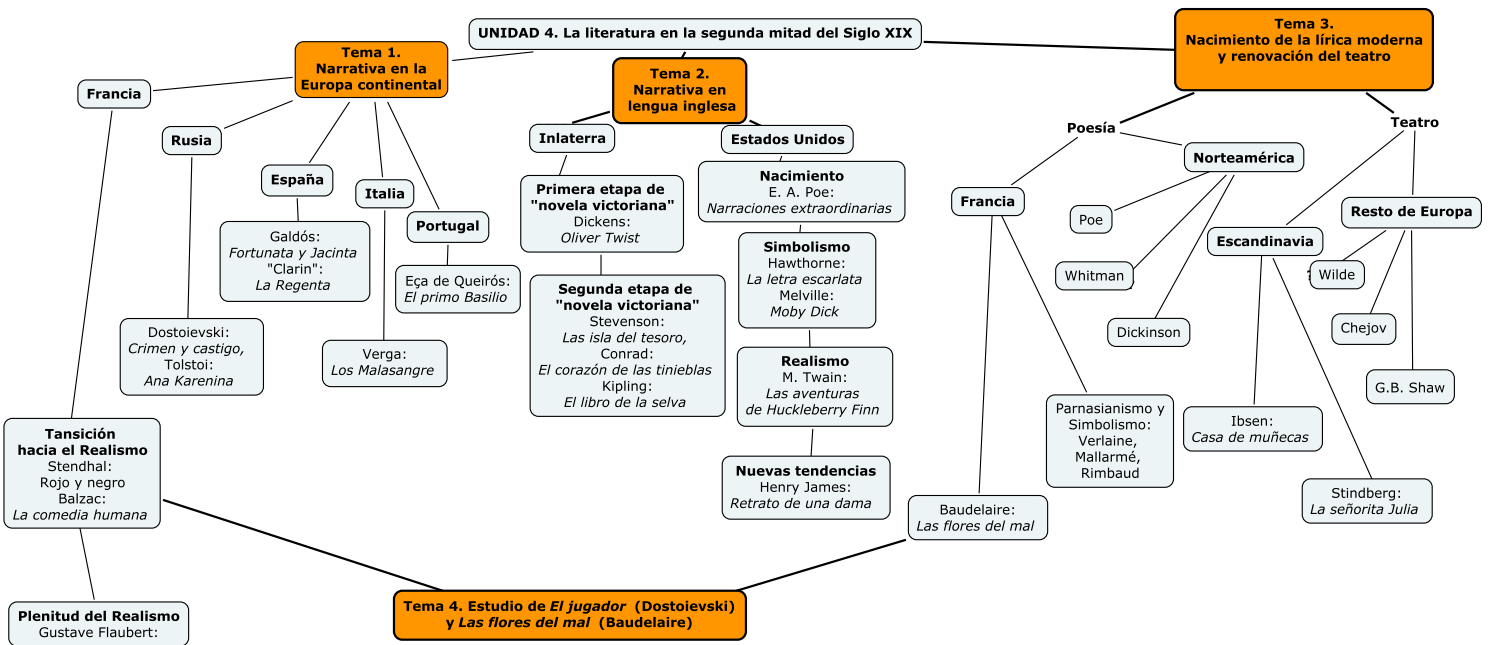 UNIDAD 4. La literatura en la segunda mitad del Siglo XIX
Tema 1.
Narrativa en la
Europa continental
Francia
Rusia
España
Italia
Portugal
Galdós:
Fortunata y Jacinta
"Clarin":
La Regenta
Eça de Queirós:
El primo Basilio
Dostoievski:
Crimen y castigo,
Tolstoi:
Ana Karenina
Verga:
Los Malasangre
Tansición
hacia el Realismo
Stendhal:
Rojo y negro
Balzac:
La comedia humana
Plenitud del Realismo
Gustave Flaubert:
Tema 2.
Narrativa en
lengua inglesa
Inlaterra
Primera etapa de
"novela victoriana"
Dickens:
Oliver Twist
Segunda etapa de
"novela victoriana"
Stevenson:
Las isla del tesoro,
Conrad:
El corazón de las tinieblas
Kipling:
El libro de la selva
Estados Unidos
Nacimiento
E. A. Poe:
Narraciones extraordinarias
Simbolismo
Hawthorne:
La letra escarlata
Melville:
Moby Dick
Realismo
M. Twain:
Las aventuras
de Huckleberry Finn
Nuevas tendencias
Henry James:
Retrato de una dama
Tema 3.
Nacimiento de la lírica moderna
y renovación del teatro
Poesía
Francia
Baudelaire:
Las flores del mal
Parnasianismo y
Simbolismo:
Verlaine,
Mallarmé,
Rimbaud
Norteamérica
Poe
Whitman
Dickinson
Teatro
Escandinavia
Ibsen:
Casa de muñecas
Stindberg:
La señorita Julia
Resto de Europa
Wilde
Chejov
G.B. Shaw
Tema 4. Estudio de El jugador (Dostoievski)
y Las flores del mal (Baudelaire)